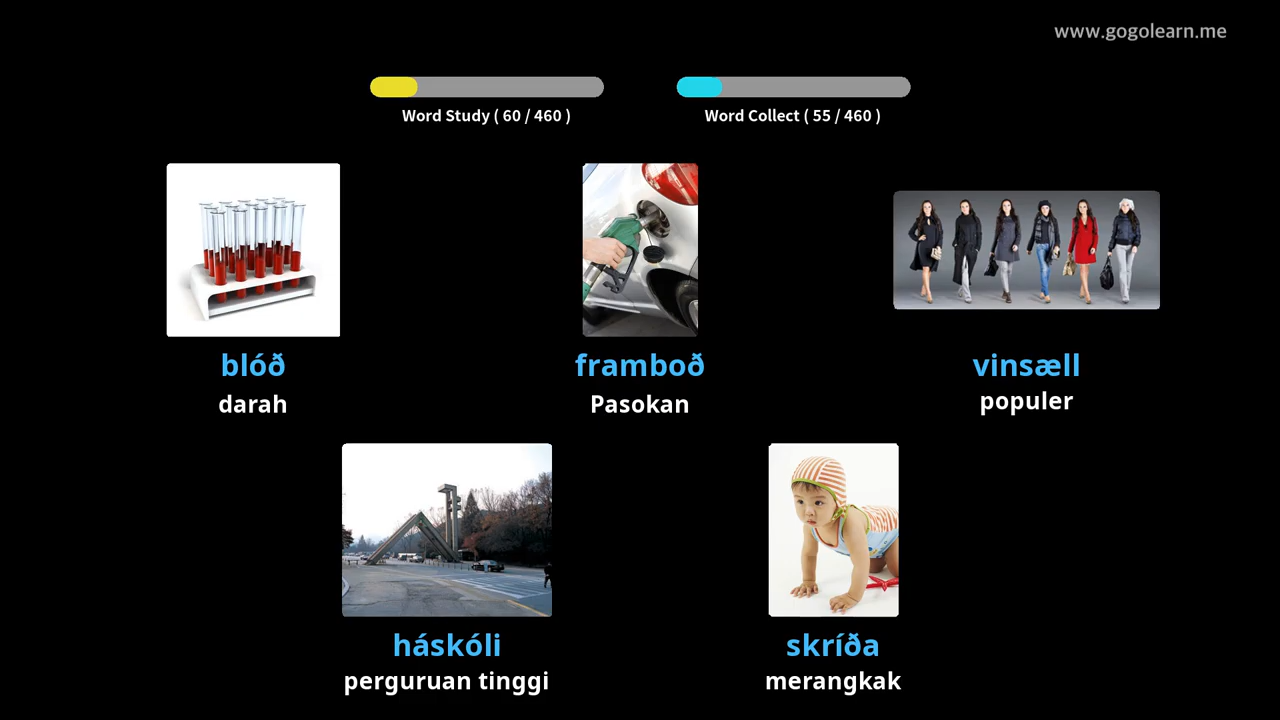 www.gogolearn.me
Word Study ( 60 / 460 )
Word Collect ( 55 / 460 )
blóð
darah
framboð
Pasokan
vinsæll
populer
háskóli
perguruan tinggi
skríða
merangkak